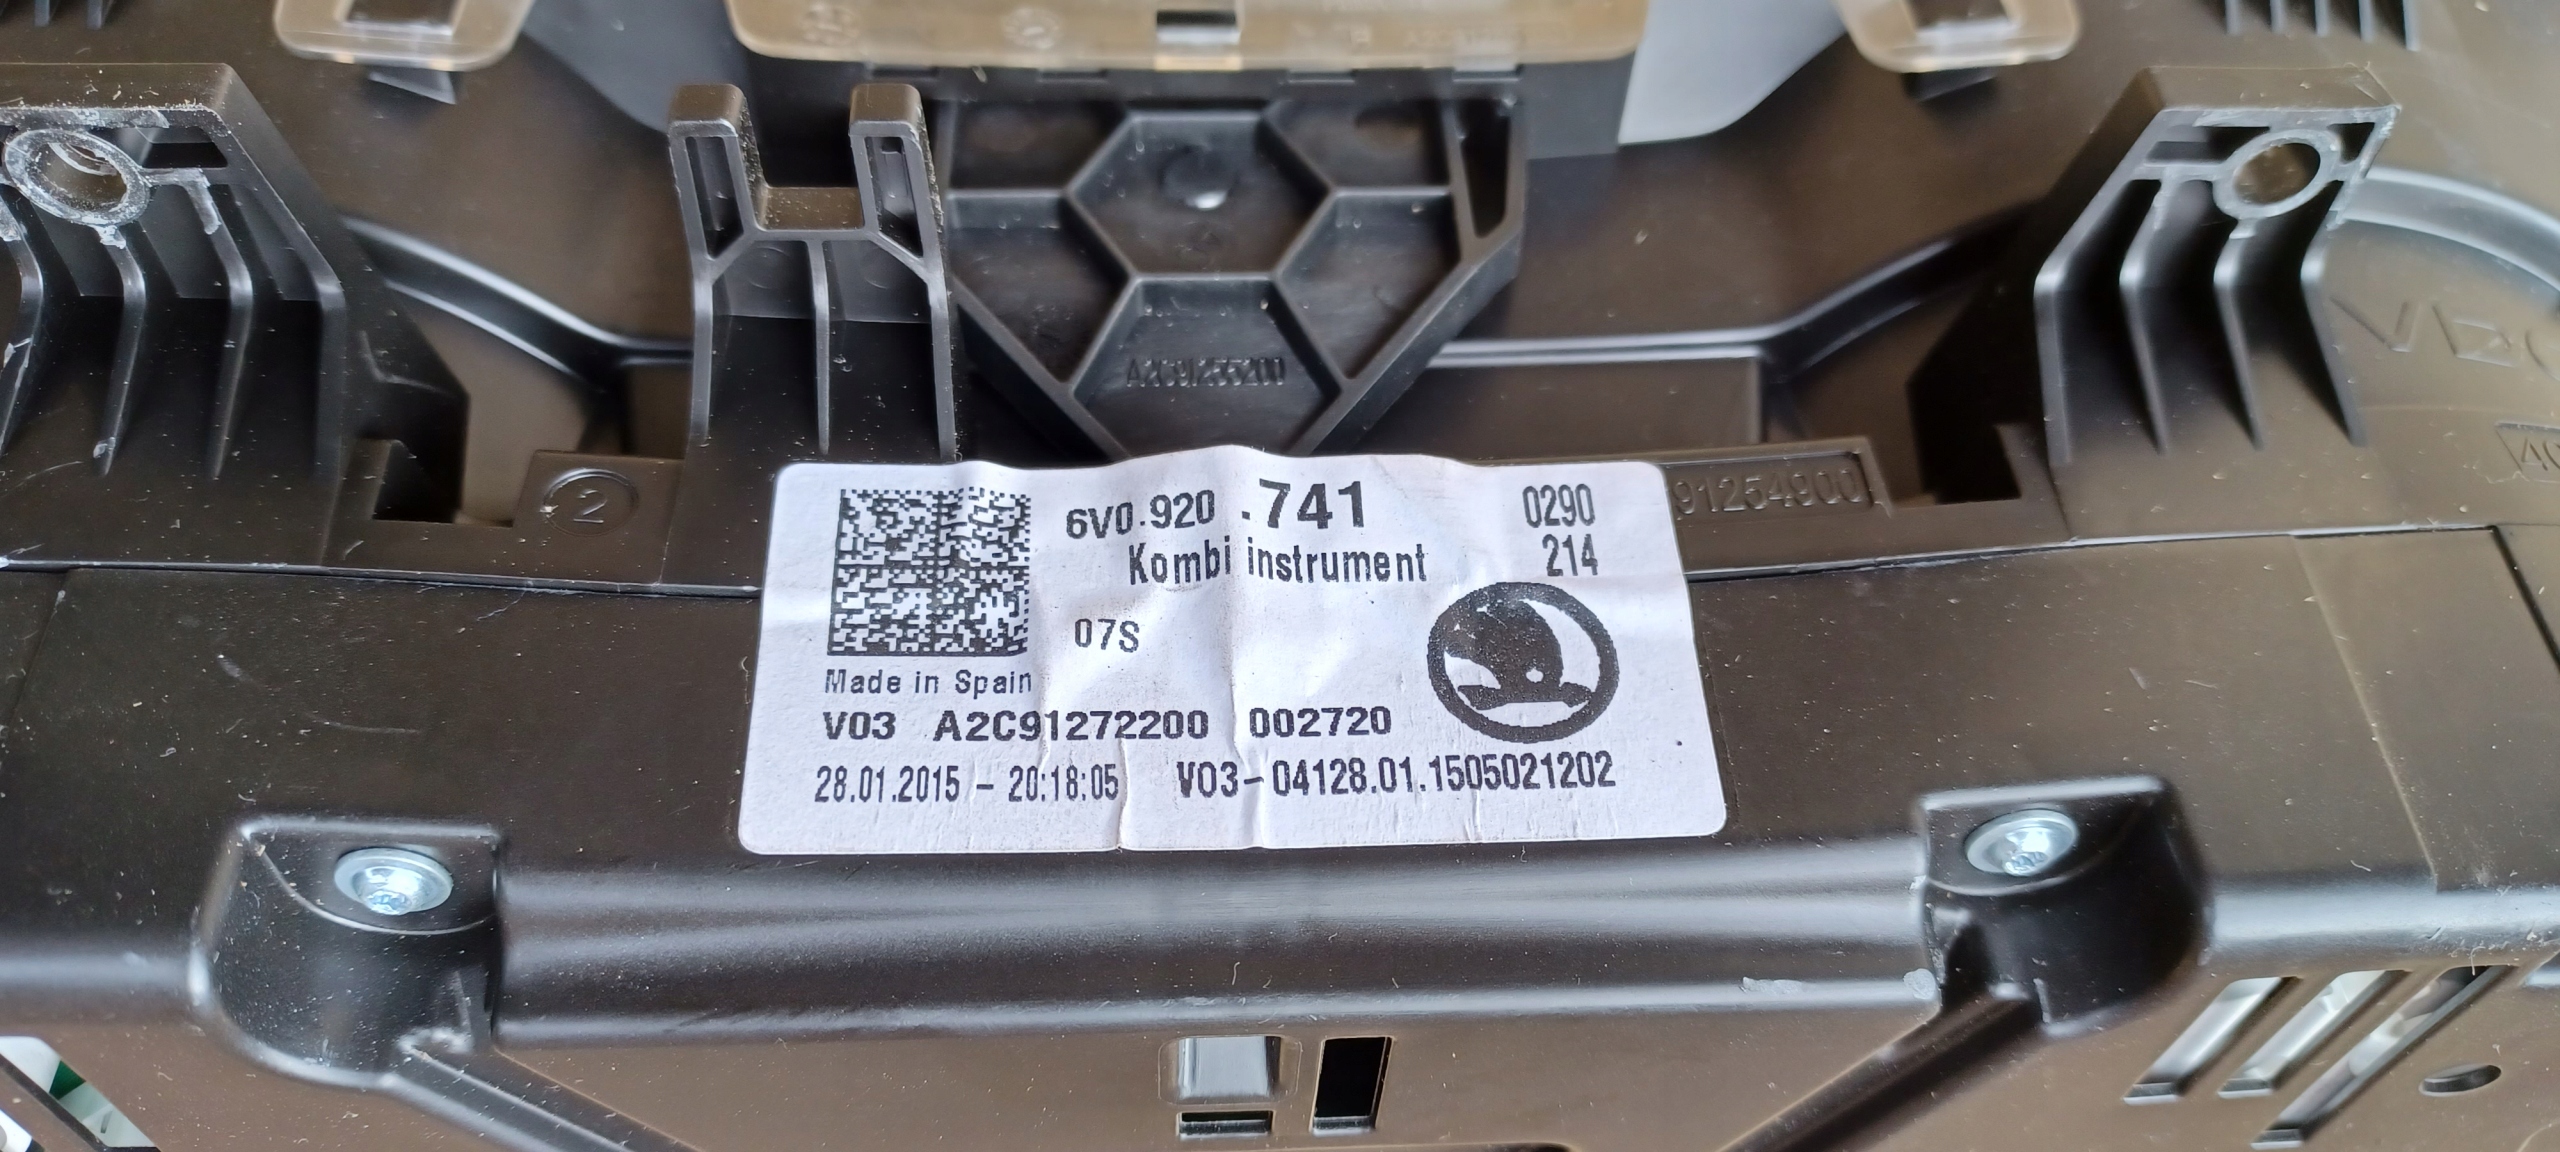 A2C91255200
91254900
2
6V0.920 .741 0290
Kombi instrument 214
07S
Made in Spain
V03 A2C91272200 002720
28.01.2015 - 20:18:05 V03-04128.01.1505021202